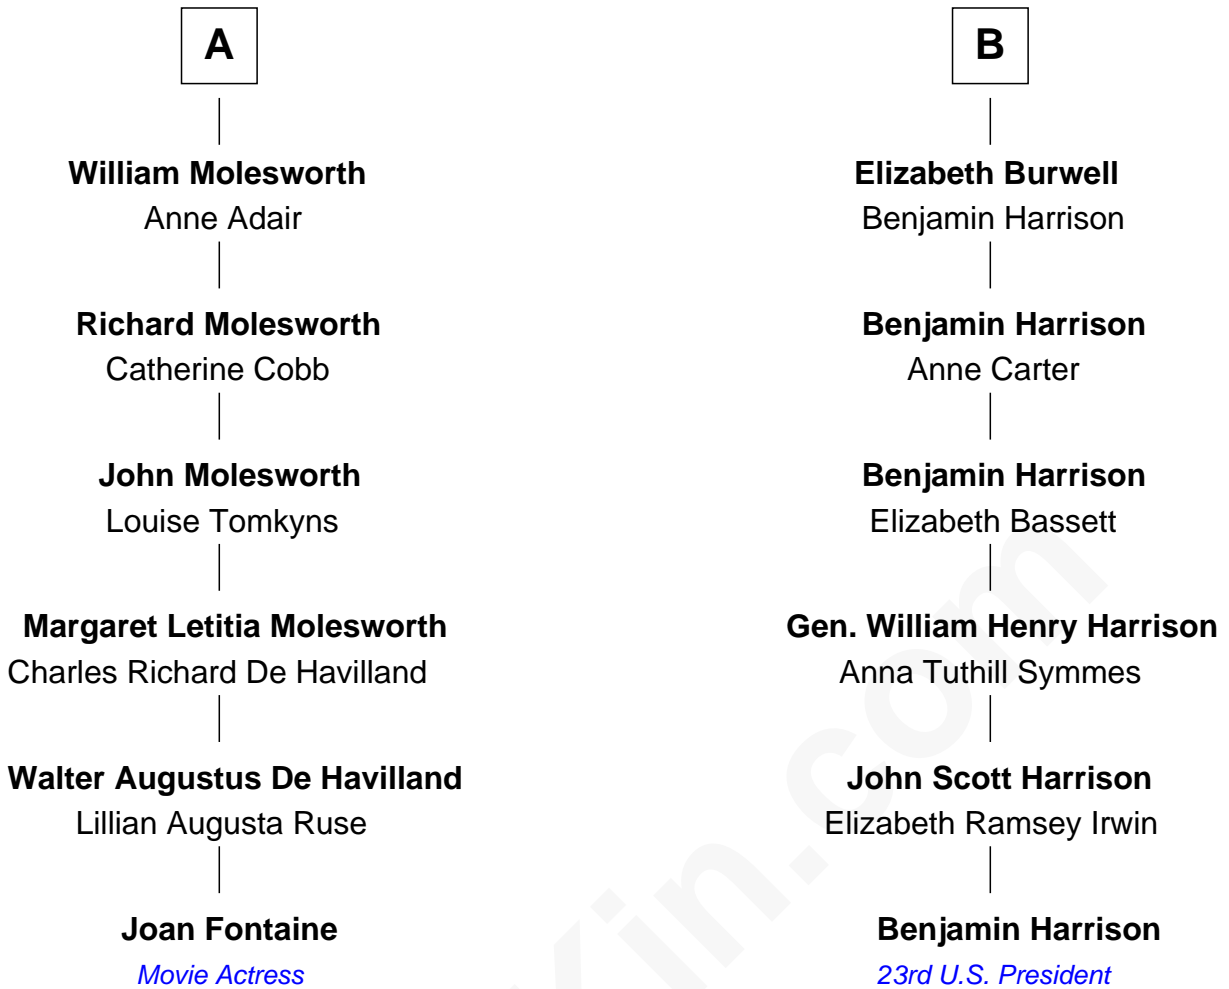 A
B
William Molesworth
Anne Adair
Elizabeth Burwell
Benjamin Harrison
Richard Molesworth
Catherine Cobb
Benjamin Harrison
Anne Carter
John Molesworth
Louise Tomkyns
Benjamin Harrison
Elizabeth Bassett
Margaret Letitia Molesworth
Charles Richard De Havilland
Gen. William Henry Harrison
Anna Tuthill Symmes
Walter Augustus De Havilland
Lillian Augusta Ruse
John Scott Harrison
Elizabeth Ramsey Irwin
Joan Fontaine
Movie Actress
Benjamin Harrison
23rd U.S. President